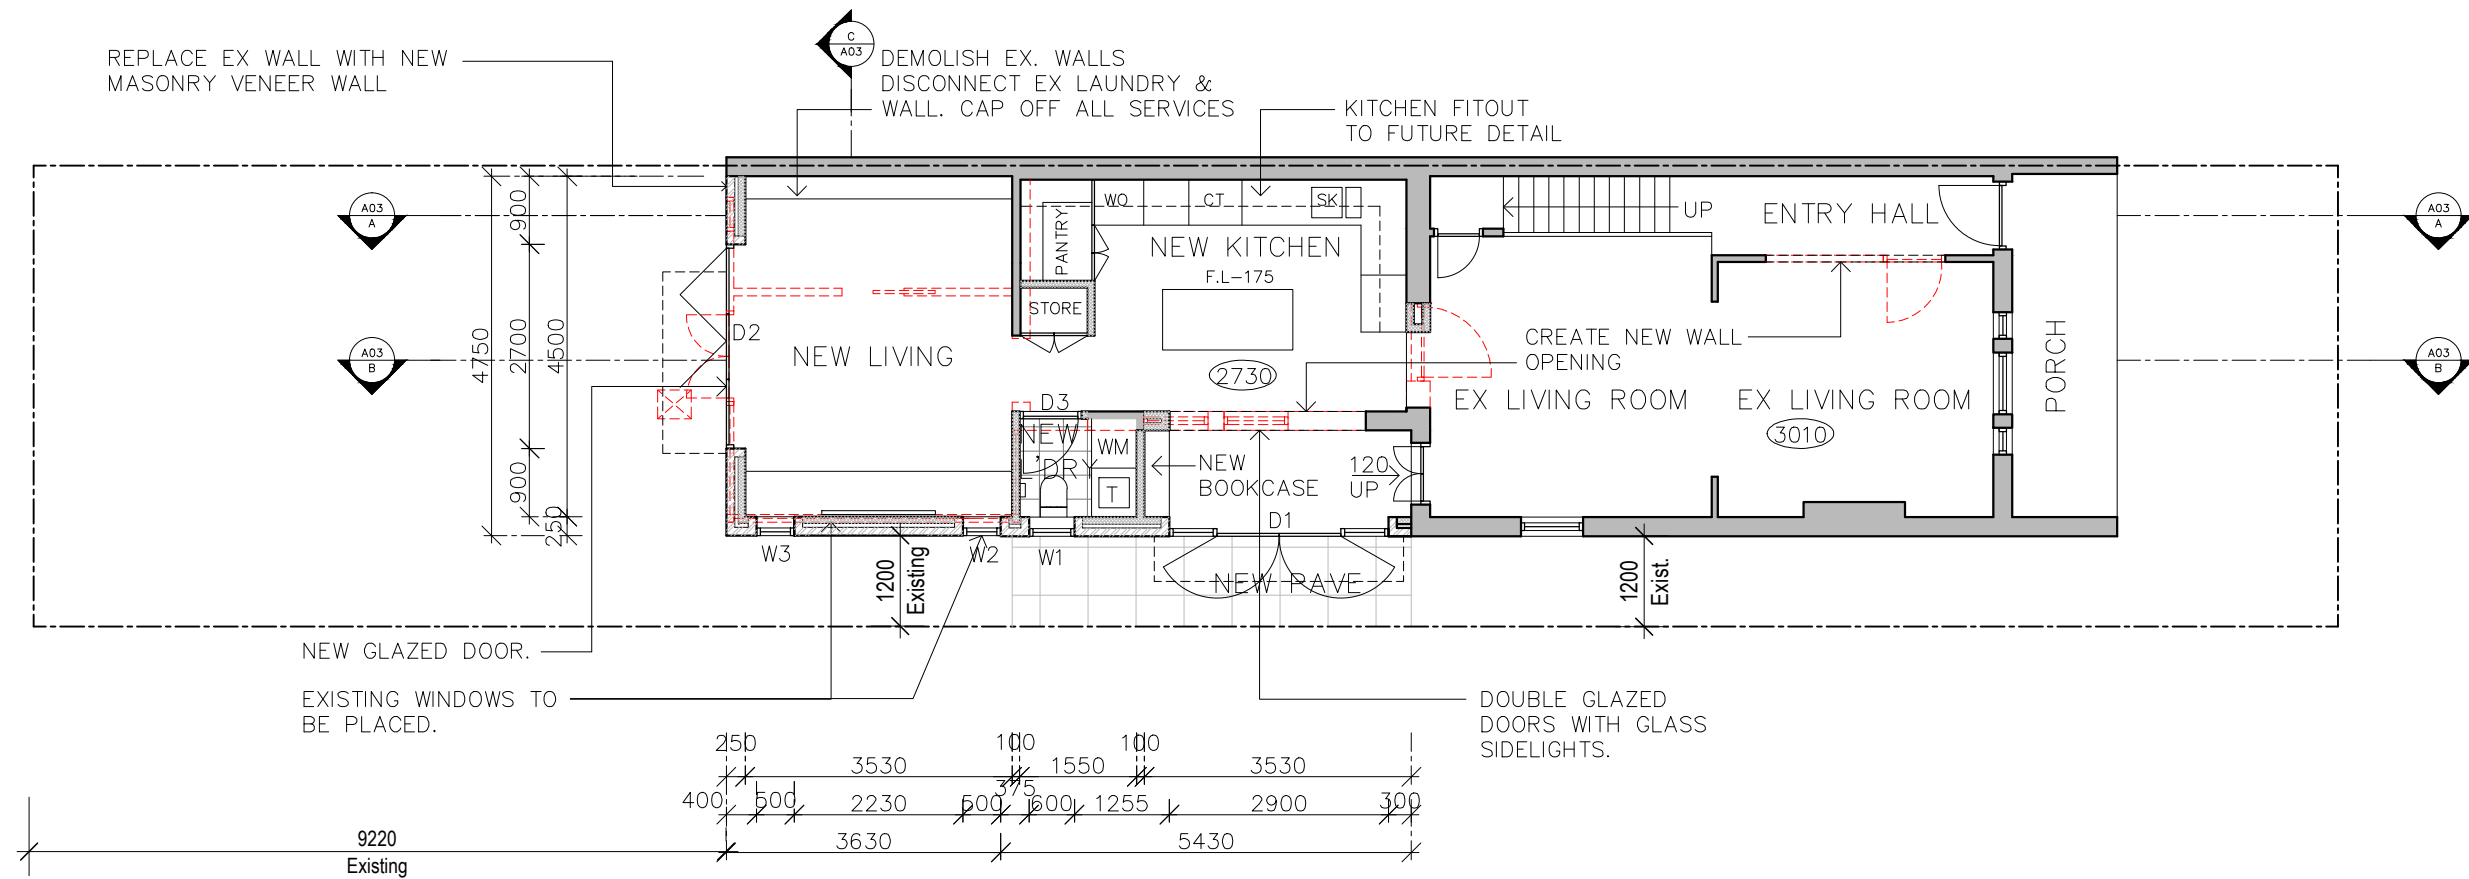 C
A03
DEMOLISH EX. WALLS
DISCONNECT EX LAUNDRY &
WALL. CAP OFF ALL SERVICES
REPLACE EX WALL WITH NEW
MASONRY VENEER WALL
KITCHEN FITOUT
TO FUTURE DETAIL
A03
A
A03
B
A03
A
A03
B
900
2700
900
4750
4500
250
WO
CT
SK
PANTRY
NEW KITCHEN
F.L-175
STORE
UP
ENTRY HALL
D2
NEW LIVING
2730
CREATE NEW WALL
OPENING
EX LIVING ROOM
EX LIVING ROOM
3010
PORCH
D3
NEW
L'DRY
WM
T
NEW
BOOKCASE
120
UP
D1
W3
W2
W1
1200
Existing
NEW PAVE
1200
Exist.
NEW GLAZED DOOR.
EXISTING WINDOWS TO
BE PLACED.
DOUBLE GLAZED
DOORS WITH GLASS
SIDELIGHTS.
250
3530
100
1550
100
3530
400
500
2230
500
375
600
1255
2900
300
9220
Existing
3630
5430